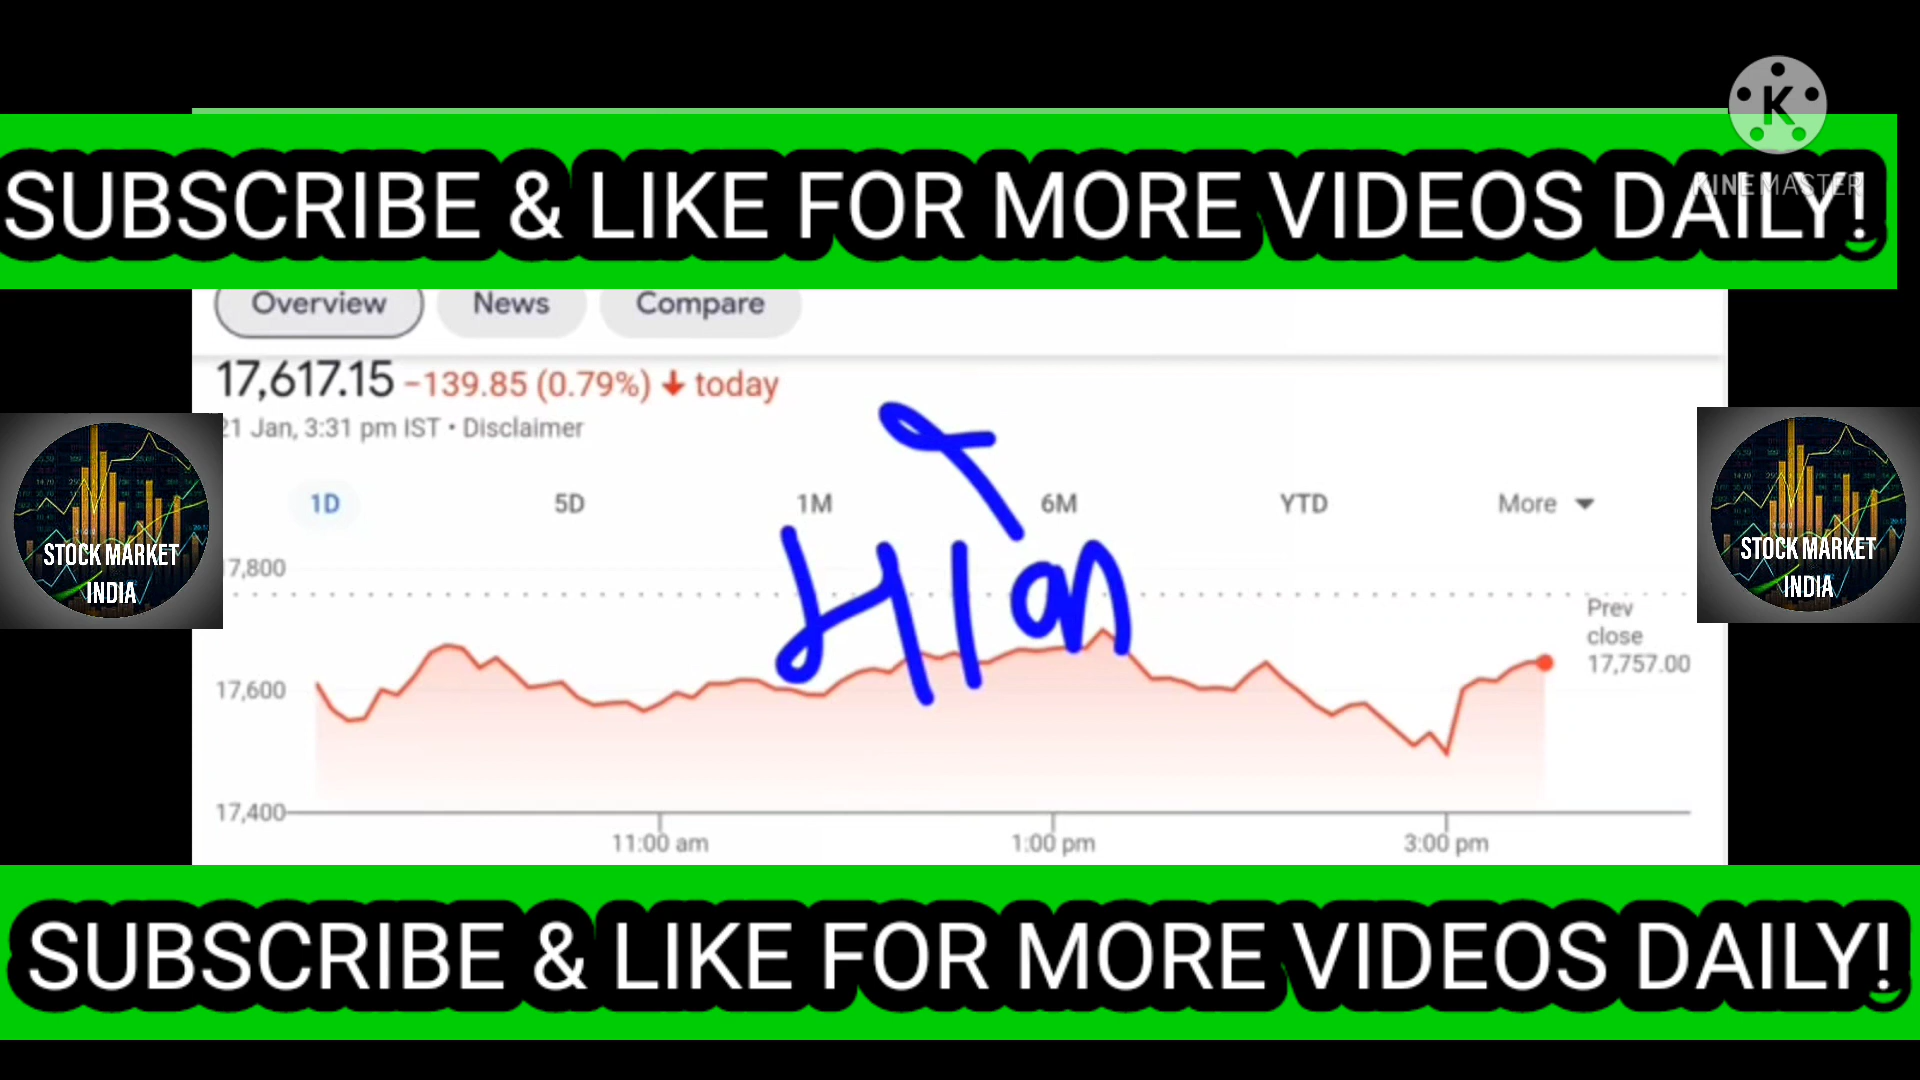 KINEMASTER
SUBSCRIBE & LIKE FOR MORE VIDEOS DAILY!
Overview News Compare
17,617.15 -139.85 (0.79%) ↓ today
21 Jan, 3:31 pm IST • Disclaimer
1D 5D 1M 6M YTD More
STOCK MARKET
INDIA
STOCK MARKET
INDIA
17,800
Prev
close
17,757.00
17,600
17,400
11:00 am 1:00 pm 3:00 pm
SUBSCRIBE & LIKE FOR MORE VIDEOS DAILY!